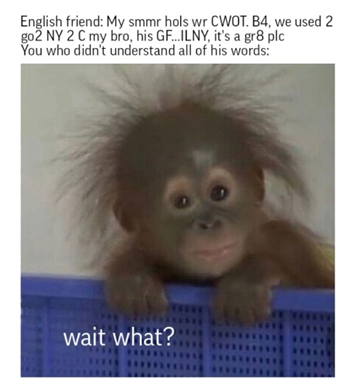 English friend: My smmr hols wr CWOT. B4, we used 2
go2 NY 2 C my bro, his GF...ILNY, it's a gr8 plc
You who didn't understand all of his words:
wait what?